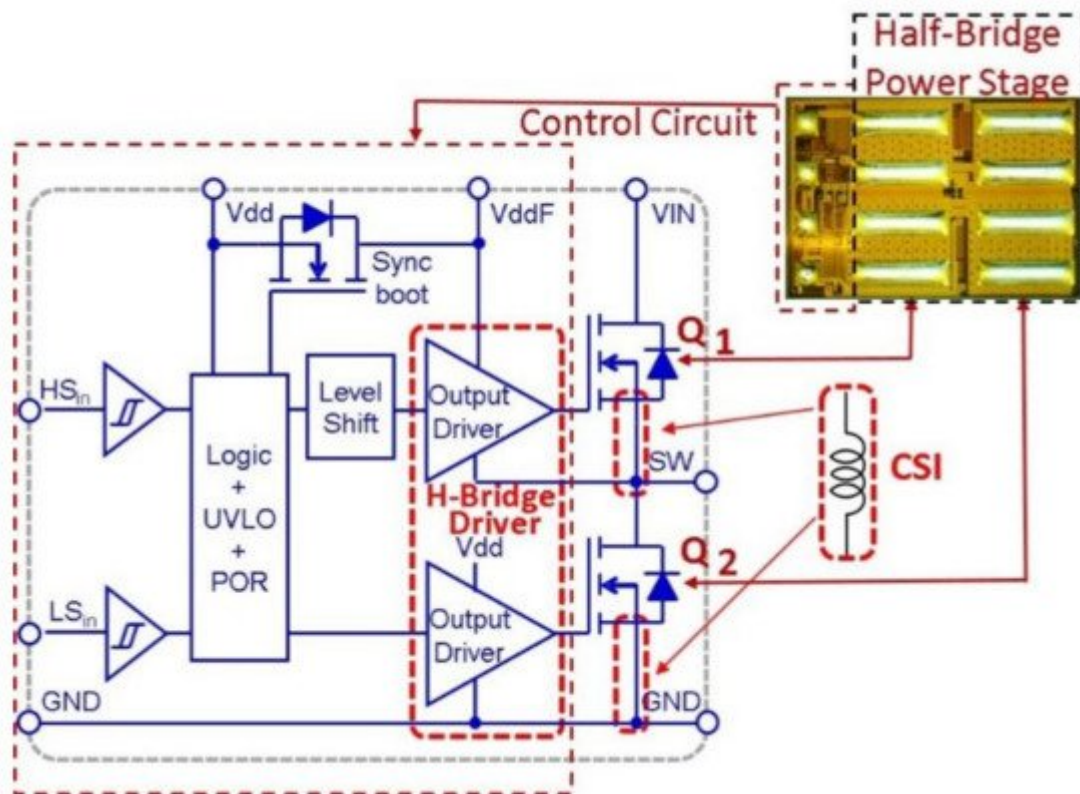 Half-Bridge
Power Stage
Control Circuit
Vdd
VddF
VIN
Sync
boot
Q1
HSin
Level
Shift
Output
Driver
CSI
Logic
+
UVLO
+
POR
SW
H-Bridge
Driver
Vdd
Q2
LSin
Output
Driver
GND
GND